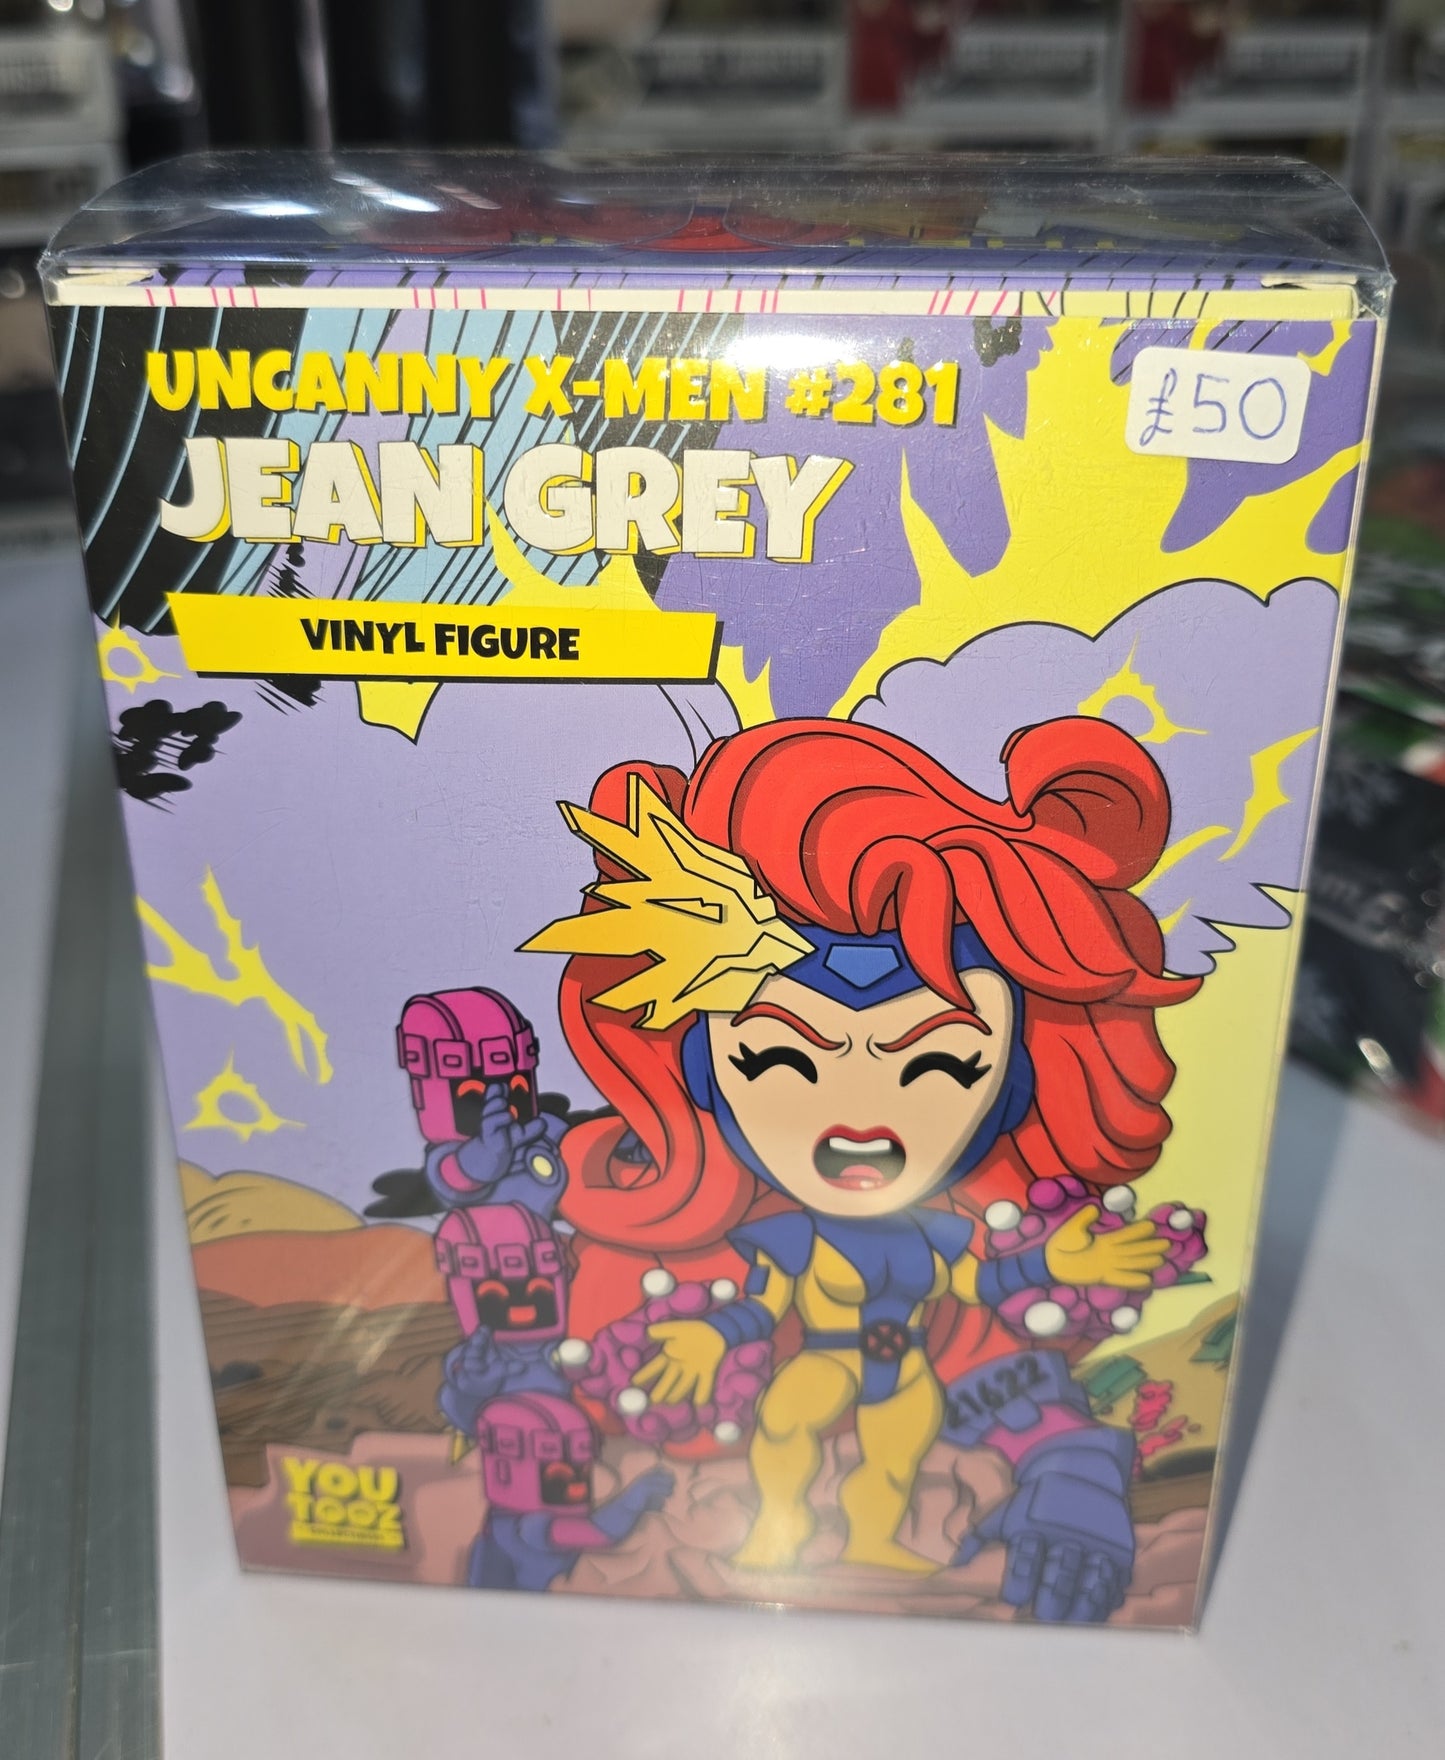 UNCANNY X-MEN #281
£50
JEAN GREY
VINYL FIGURE
21622
YOU
TOOZ